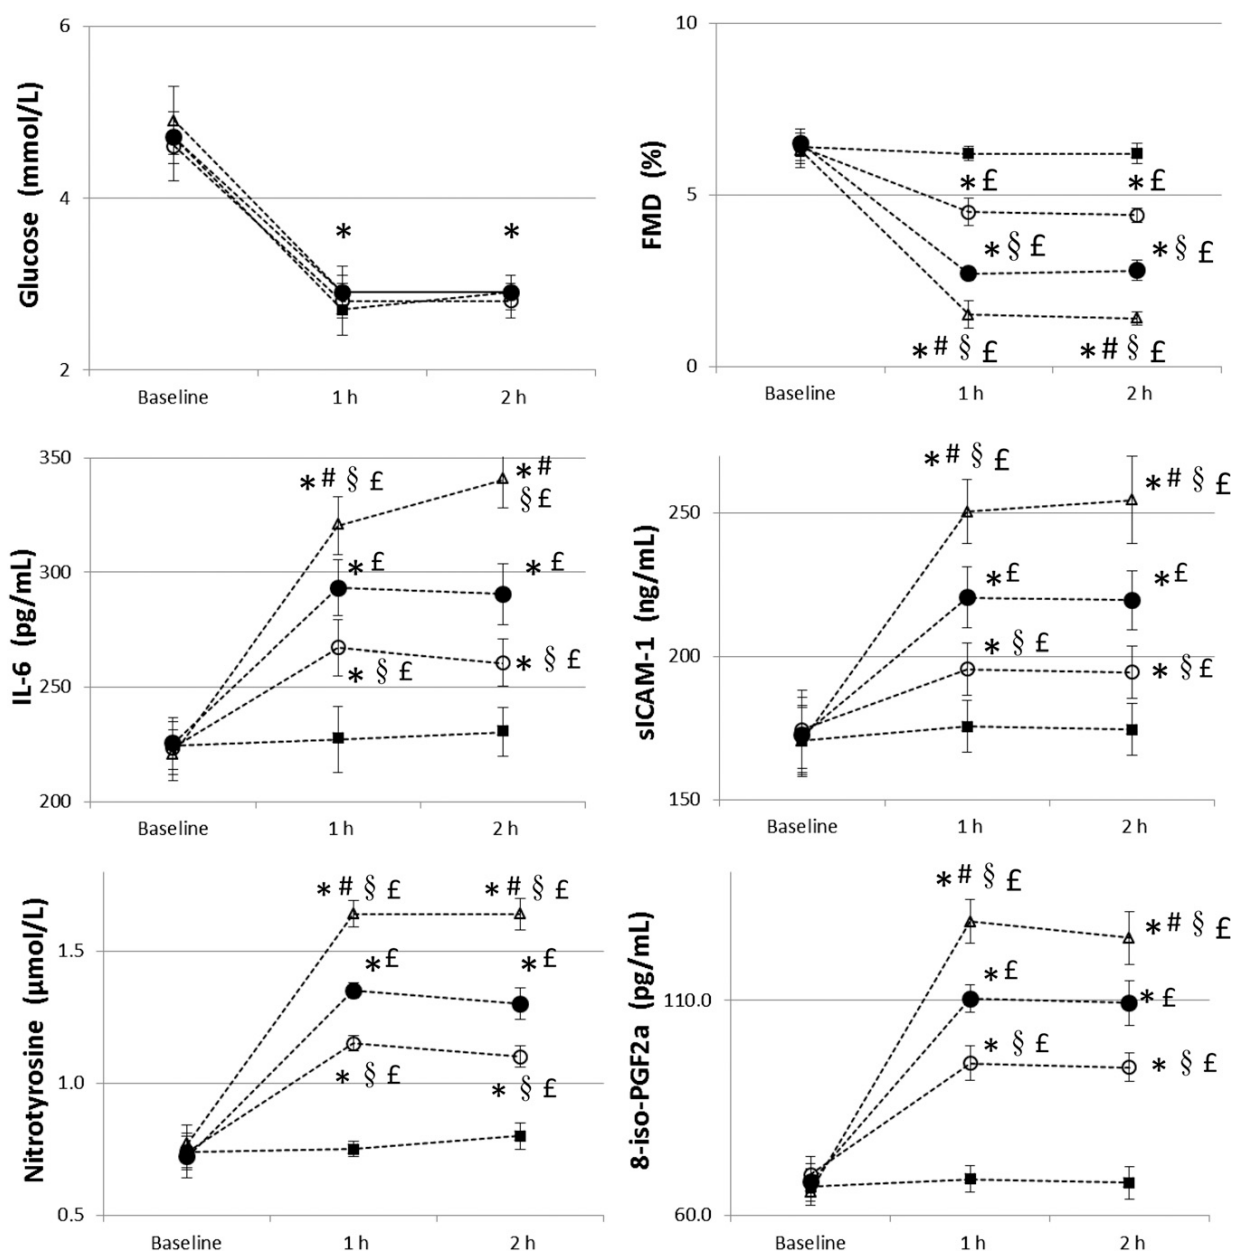 Glucose (mmol/L)
6
4
2
* *
Baseline 1 h 2 h
FMD (%)
10
5
0
* £ * £
* § £ * § £
* # § £ * # § £
Baseline 1 h 2 h
IL-6 (pg/mL)
350
300
250
200
* # § £ * #
§ £
* £ * £
* § £ * § £
Baseline 1 h 2 h
sICAM-1 (ng/mL)
250
200
150
* # § £ * # § £
* £ * £
* § £ * § £
Baseline 1 h 2 h
Nitrotyrosine (µmol/L)
1.5
1.0
0.5
* # § £ * # § £
* £ * £
* § £ * § £
Baseline 1 h 2 h
8-iso-PGF2a (pg/mL)
110.0
60.0
* # § £ * # § £
* £ * £
* § £ * § £
Baseline 1 h 2 h